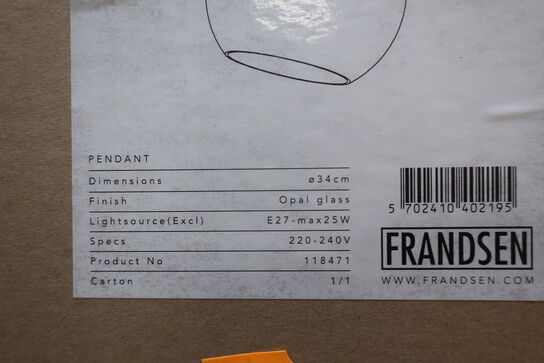 PENDANT
Dimensions ø34cm
Finish Opal glass
Lightsource(Excl) E27-max25W
Specs 220-240V
Product No 118471
Carton 1/1
5 702410 402195
FRANDSEN
WWW.FRANDSEN.COM